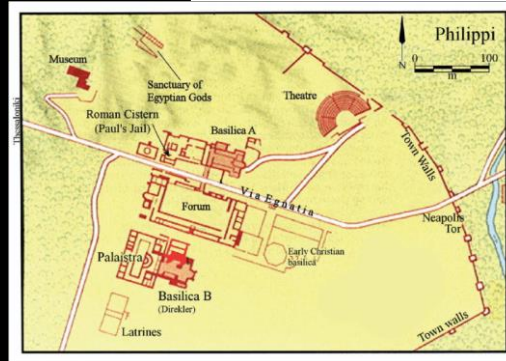 Philippi
N
0
100
m
Museum
Sanctuary of
Egyptian Gods
Theatre
Thessaloniki
Roman Cistern
(Paul's Jail)
Basilica A
Town Walls
Via Egnatia
Forum
Neapolis
Tor
Early Christian
basilica
Palaistra
Basilica B
(Direkler)
Latrines
Town walls